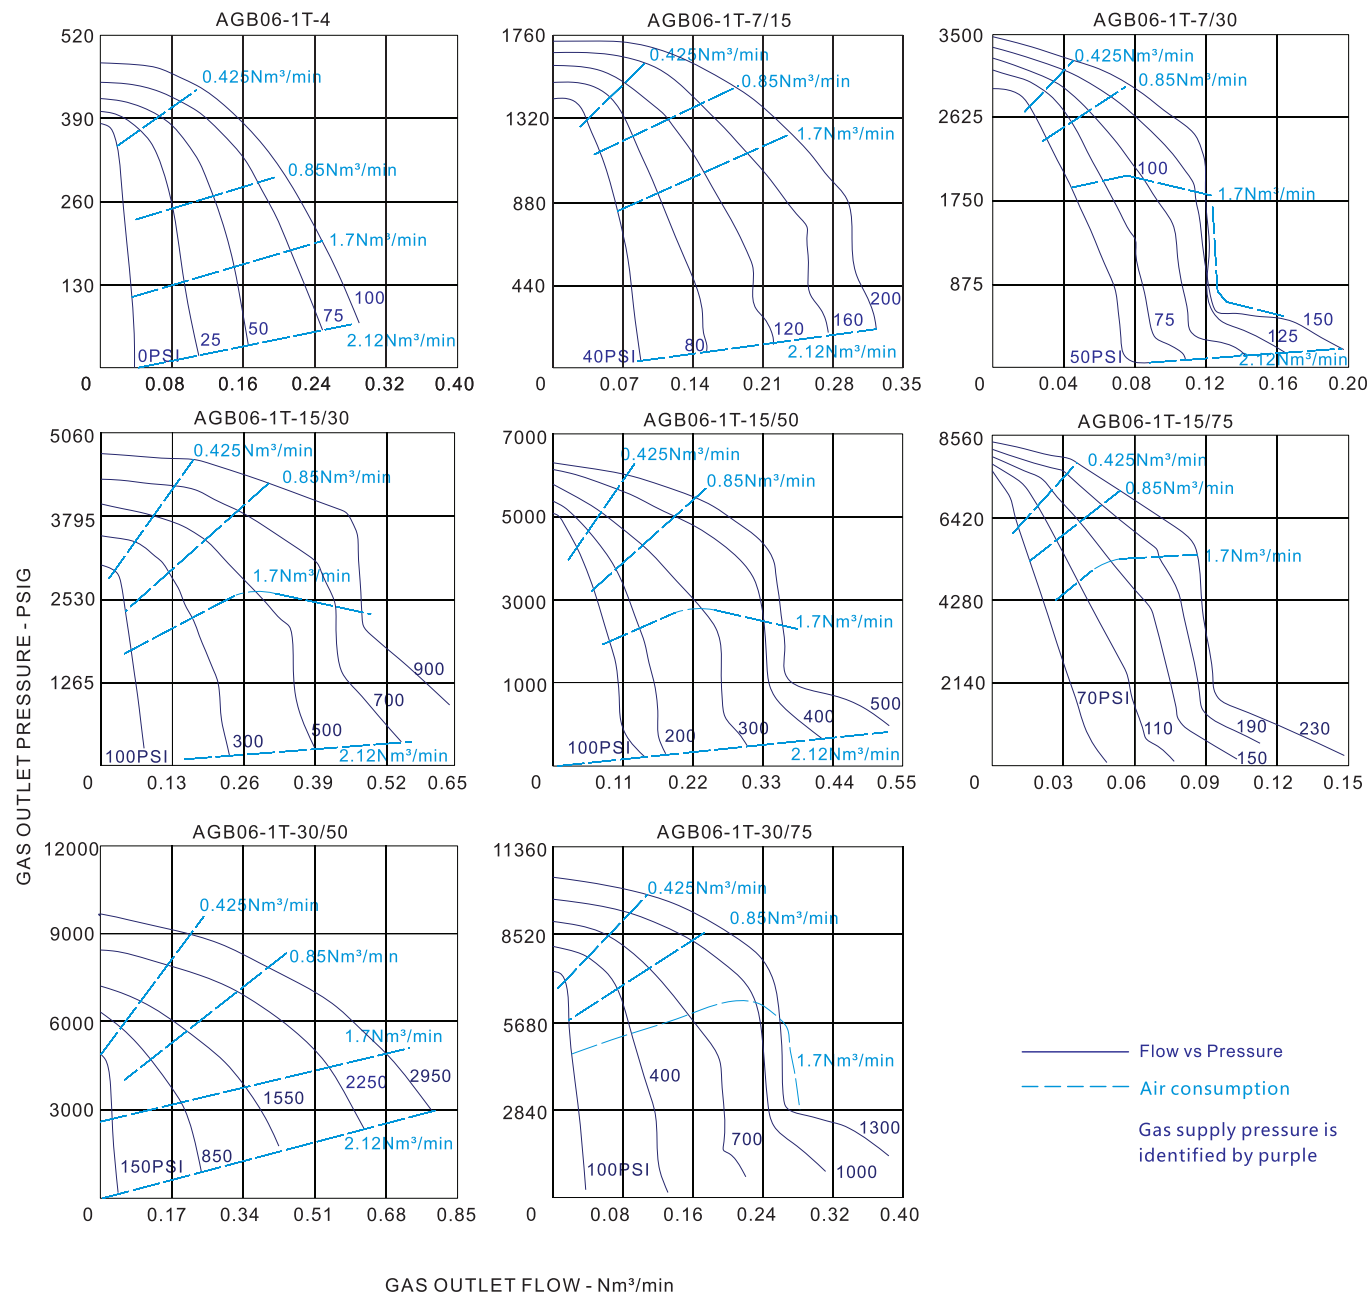 AGB06-1T-4
520
390
260
130
0
0.08
0.16
0.24
0.32
0.40
0.425Nm³/min
0.85Nm³/min
1.7Nm³/min
2.12Nm³/min
0PSI
25
50
75
100
AGB06-1T-7/15
1760
1320
880
440
0
0.07
0.14
0.21
0.28
0.35
0.425Nm³/min
0.85Nm³/min
1.7Nm³/min
2.12Nm³/min
40PSI
80
120
160
200
AGB06-1T-7/30
3500
2625
1750
875
0
0.04
0.08
0.12
0.16
0.20
0.425Nm³/min
0.85Nm³/min
1.7Nm³/min
2.12Nm³/min
50PSI
75
100
125
150
AGB06-1T-15/30
5060
3795
2530
1265
0
0.13
0.26
0.39
0.52
0.65
0.425Nm³/min
0.85Nm³/min
1.7Nm³/min
2.12Nm³/min
100PSI
300
500
700
900
AGB06-1T-15/50
7000
5000
3000
1000
0
0.11
0.22
0.33
0.44
0.55
0.425Nm³/min
0.85Nm³/min
1.7Nm³/min
2.12Nm³/min
100PSI
200
300
400
500
AGB06-1T-15/75
8560
6420
4280
2140
0
0.03
0.06
0.09
0.12
0.15
0.425Nm³/min
0.85Nm³/min
1.7Nm³/min
70PSI
110
150
190
230
AGB06-1T-30/50
12000
9000
6000
3000
0
0.17
0.34
0.51
0.68
0.85
0.425Nm³/min
0.85Nm³/min
1.7Nm³/min
2.12Nm³/min
150PSI
850
1550
2250
2950
AGB06-1T-30/75
11360
8520
5680
2840
0
0.08
0.16
0.24
0.32
0.40
0.425Nm³/min
0.85Nm³/min
1.7Nm³/min
100PSI
400
700
1000
1300
Flow vs Pressure
Air consumption
Gas supply pressure is
identified by purple
GAS OUTLET PRESSURE - PSIG
GAS OUTLET FLOW - Nm³/min